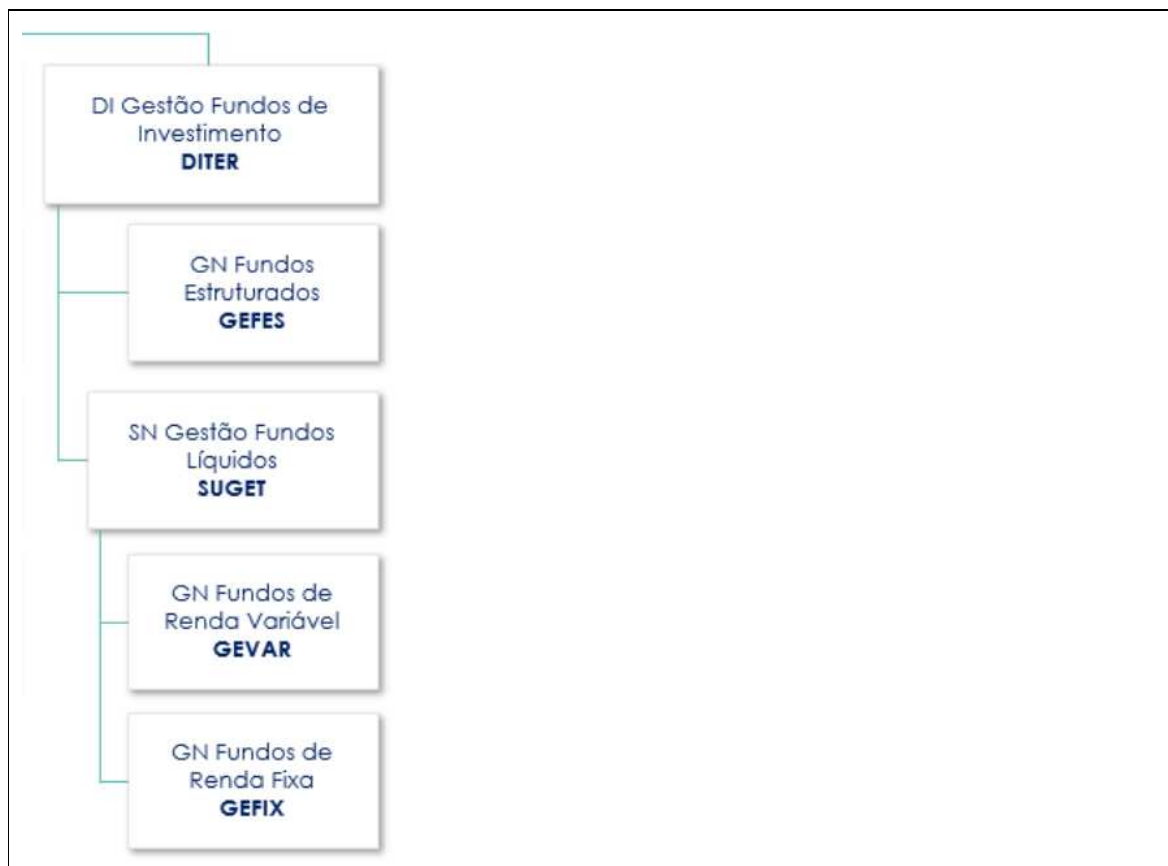 DI Gestão Fundos de
Investimento
DITER
GN Fundos
Estruturados
GEFES
SN Gestão Fundos
Líquidos
SUGET
GN Fundos de
Renda Variável
GEVAR
GN Fundos de
Renda Fixa
GEFIX